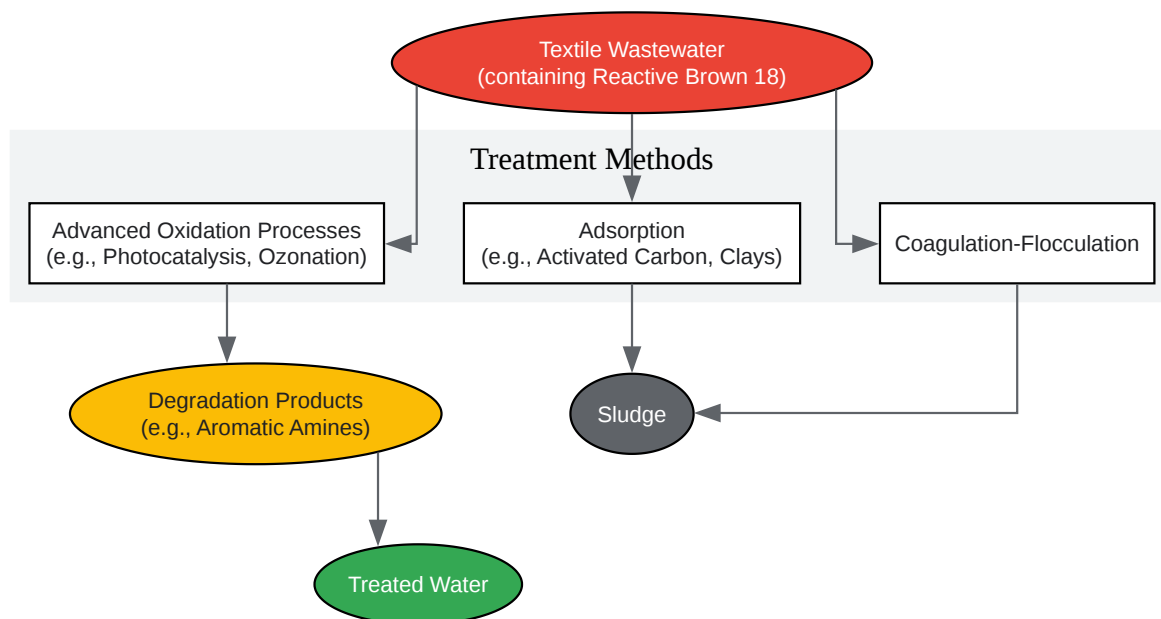 Textile Wastewater
(containing Reactive Brown 18)
Treatment Methods
Advanced Oxidation Processes
(e.g., Photocatalysis, Ozonation)
Adsorption
(e.g., Activated Carbon, Clays)
Coagulation-Flocculation
Degradation Products
(e.g., Aromatic Amines)
Sludge
Treated Water